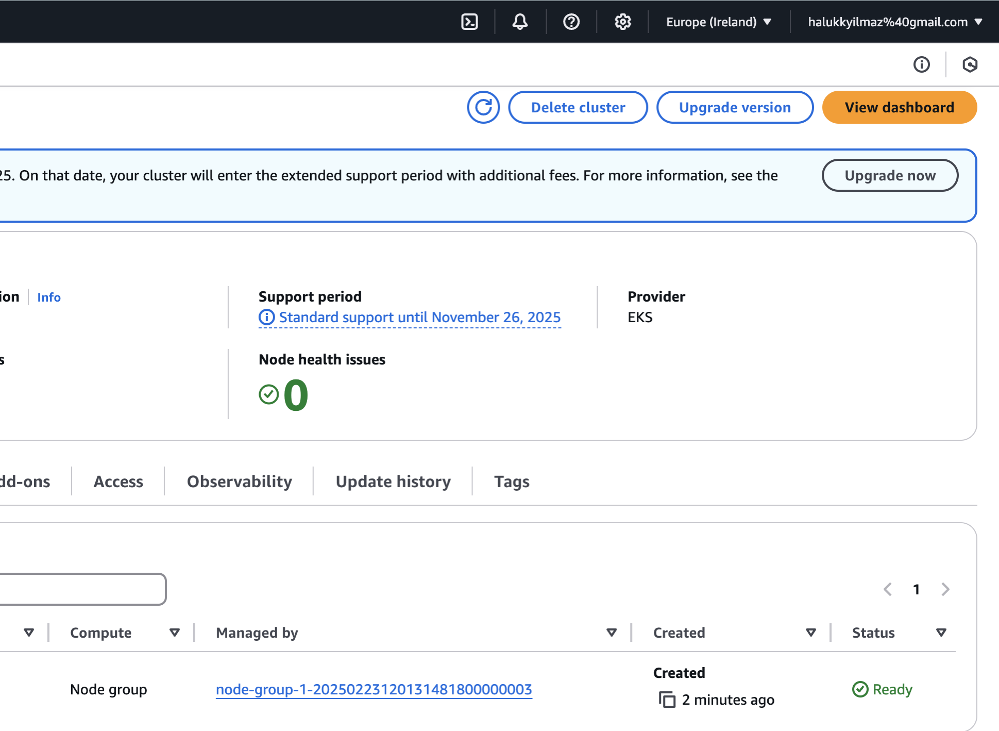 Europe (Ireland)
halukkyilmaz%40gmail.com
Delete cluster
Upgrade version
View dashboard
25. On that date, your cluster will enter the extended support period with additional fees. For more information, see the
Upgrade now
ion
Info
Support period
Standard support until November 26, 2025
Provider
EKS
s
Node health issues
0
dd-ons
Access
Observability
Update history
Tags
1
Compute
Managed by
Created
Status
Node group
node-group-1-20250223120131481800000003
Created
2 minutes ago
Ready